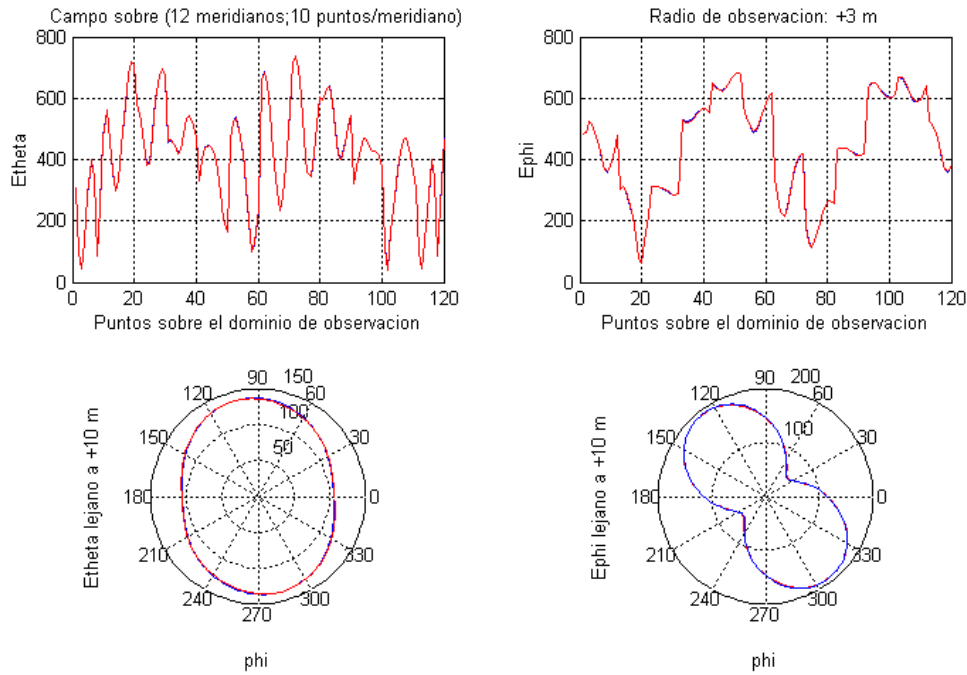 Campo sobre (12 meridianos;10 puntos/meridiano)
800
600
400
200
0
Etheta
0 20 40 60 80 100 120
Puntos sobre el dominio de observacion
Radio de observacion: +3 m
800
600
400
200
0
Ephi
0 20 40 60 80 100 120
Puntos sobre el dominio de observacion
Etheta lejano a +10 m
90 150
120 60
100
150 50 30
180 0
210 330
240 300
270
phi
Ephi lejano a +10 m
90 200
120 60
150 100 30
180 0
210 330
240 300
270
phi